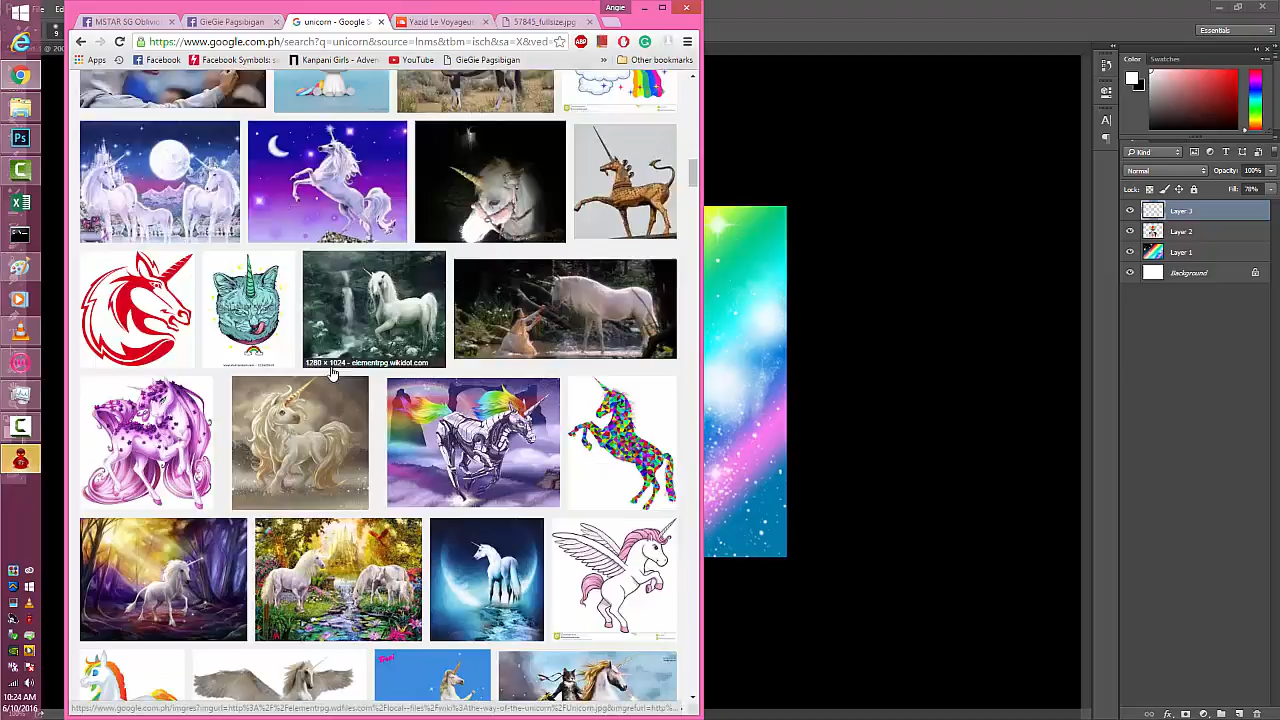 Angie
MSTAR SG Oblivio
GieGie Pagsibigan
unicorn - Google S
Yazid Le Voyageu
57845_fullsize.jpg
https://www.google.com.ph/search?q=unicorn&source=lnns&tbm=isch&sa=X&ved=
Apps
Facebook
Facebook Symbols:
Kanpani Girls - Adven
YouTube
GieGie Pagsibigan
»
Other bookmarks
1280 × 1024 - elementrpg.wikidot.com
10:24 AM
6/10/2016
Essentials
Color
Swatches
Kind
Normal
Opacity: 100%
Lock:
Fill: 78%
Layer 3
Layer 2
Layer 1
Background